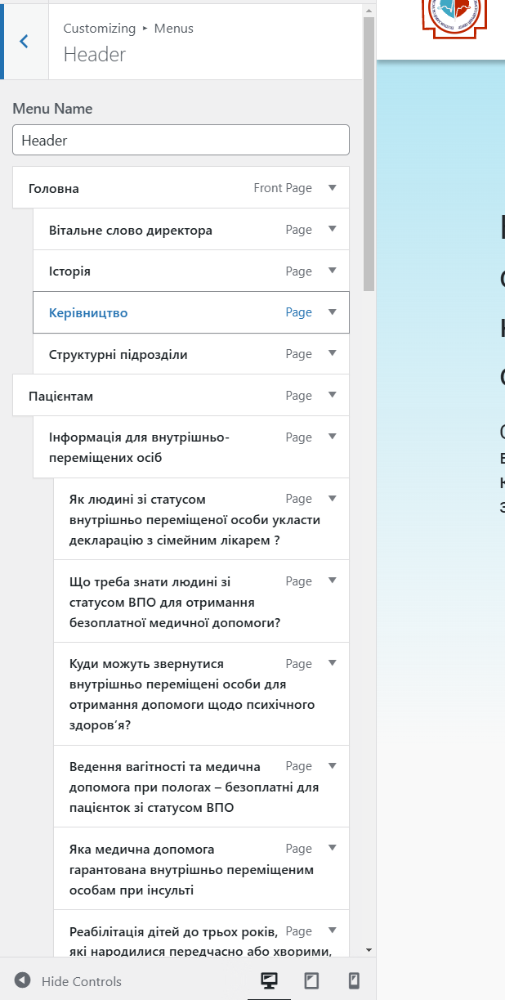 Customizing ▸ Menus
Header
Menu Name
Header
Головна Front Page
Вітальне слово директора Page
Історія Page
Керівництво Page
Структурні підрозділи Page
Пацієнтам Page
Інформація для внутрішньо- Page
переміщених осіб
Як людині зі статусом Page
внутрішньо переміщеної особи укласти
декларацію з сімейним лікарем ?
Що треба знати людині зі Page
статусом ВПО для отримання
безоплатної медичної допомоги?
Куди можуть звернутися Page
внутрішньо переміщені особи для
отримання допомоги щодо психічного
здоров’я?
Ведення вагітності та медична Page
допомога при пологах – безоплатні для
пацієнток зі статусом ВПО
Яка медична допомога Page
гарантована внутрішньо переміщеним
особам при інсульті
Реабілітація дітей до трьох років, Page
які народилися передчасно або хворими,
Hide Controls